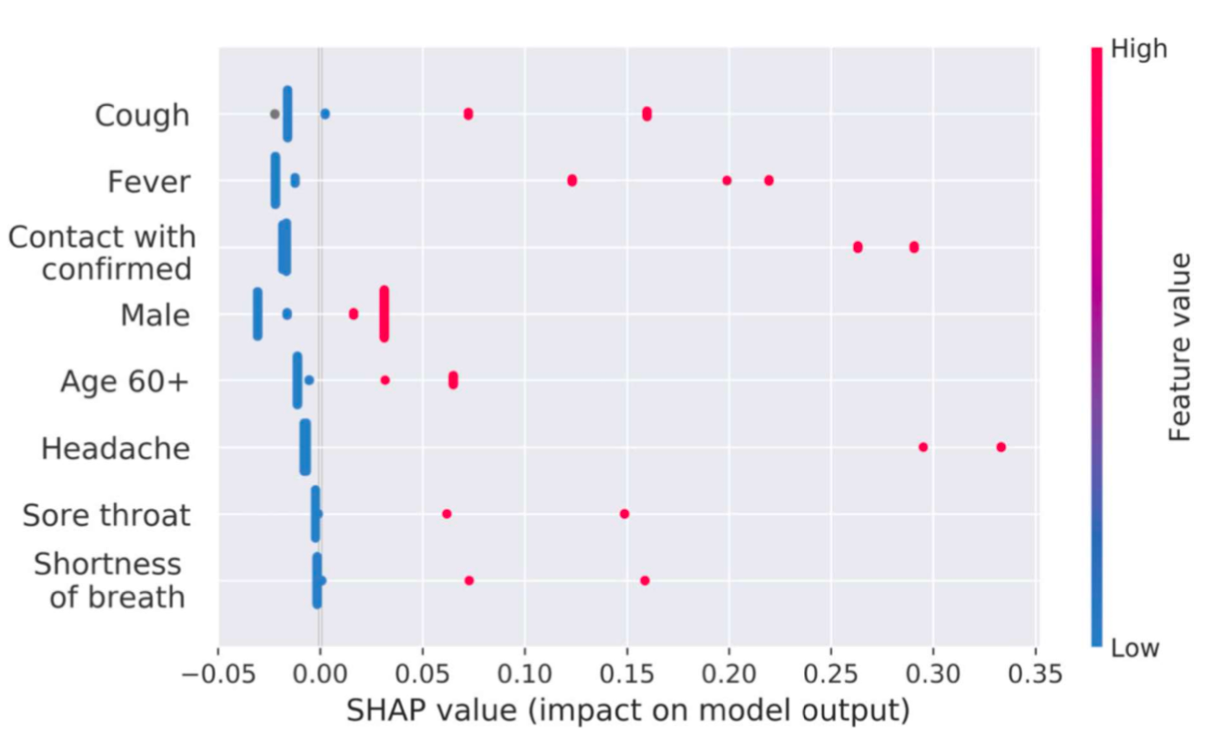 High
Cough
Fever
Contact with
confirmed
Male
Age 60+
Headache
Sore throat
Shortness
of breath
Feature value
Low
−0.05 0.00 0.05 0.10 0.15 0.20 0.25 0.30 0.35
SHAP value (impact on model output)